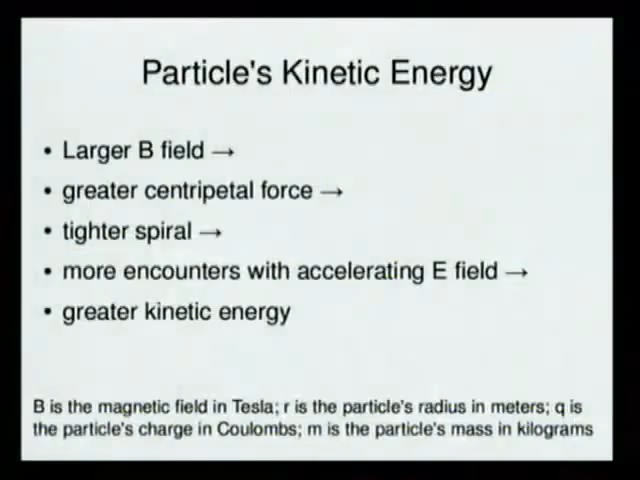 Particle's Kinetic Energy
• Larger B field →
• greater centripetal force →
• tighter spiral →
• more encounters with accelerating E field →
• greater kinetic energy
B is the magnetic field in Tesla; r is the particle's radius in meters; q is
the particle's charge in Coulombs; m is the particle's mass in kilograms